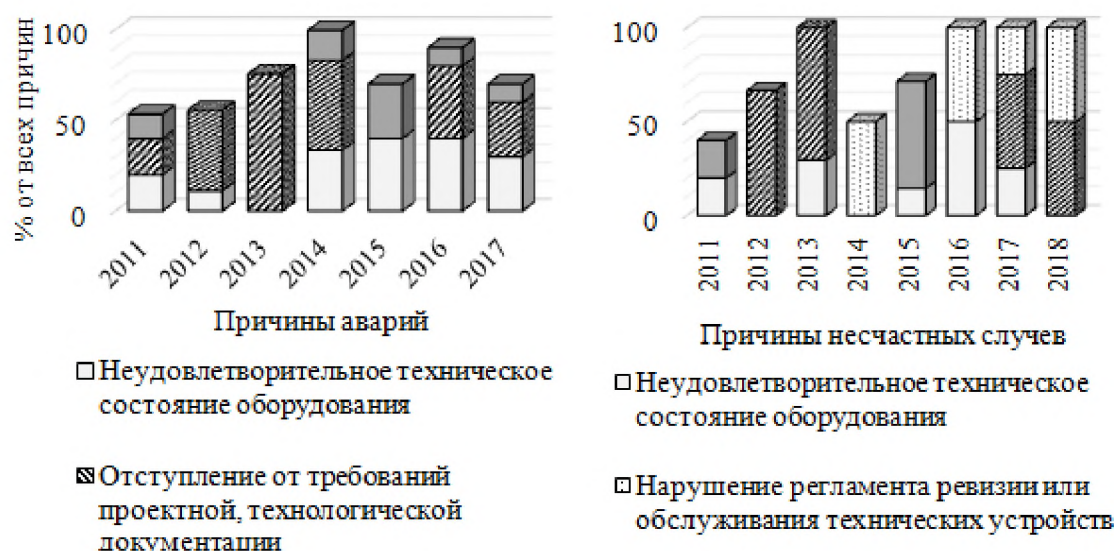 % от всех причин
100
50
0
2011
2012
2013
2014
2015
2016
2017
Причины аварий
Неудовлетворительное техническое
состояние оборудования
Отступление от требований
проектной, технологической
документации
100
50
0
2011
2012
2013
2014
2015
2016
2017
2018
Причины несчастных случев
Неудовлетворительное техническое
состояние оборудования
Нарушение регламента ревизии или
обслуживания технических устройств